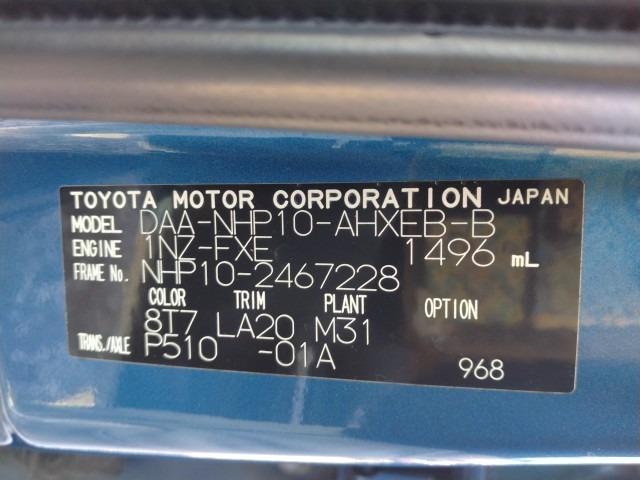 TOYOTA MOTOR CORPORATION JAPAN
MODEL DAA-NHP10-AHXEB-B
ENGINE 1NZ-FXE 1496 mL
FRAME No. NHP10-2467228
COLOR TRIM PLANT OPTION
8T7 LA20 M31
TRANS./AXLE P510 -01A
968